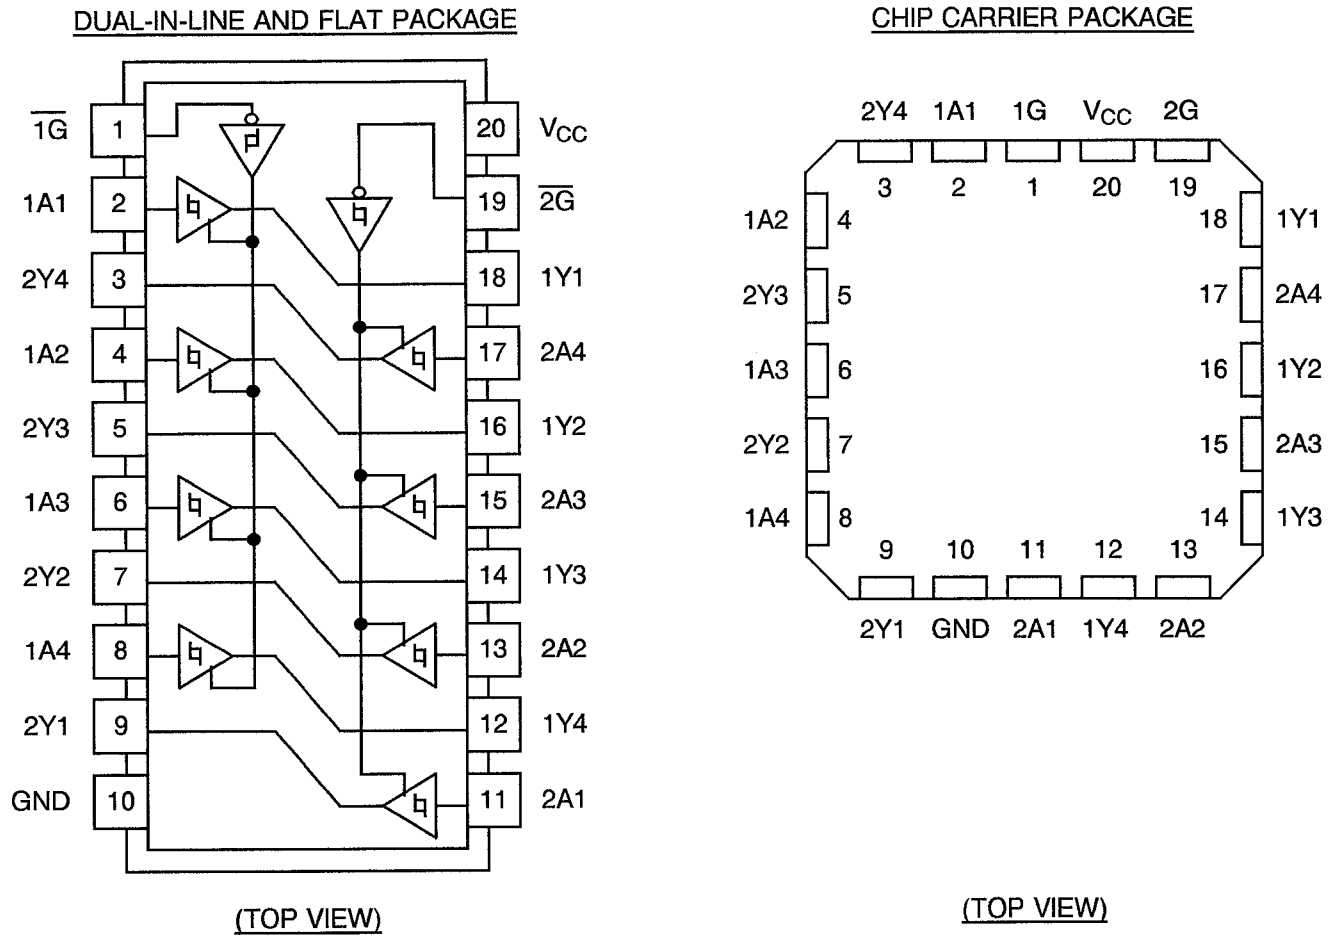 DUAL-IN-LINE AND FLAT PACKAGE
1G 1 20 VCC
1A1 2 19 2G
2Y4 3 18 1Y1
1A2 4 17 2A4
2Y3 5 16 1Y2
1A3 6 15 2A3
2Y2 7 14 1Y3
1A4 8 13 2A2
2Y1 9 12 1Y4
GND 10 11 2A1
(TOP VIEW)
CHIP CARRIER PACKAGE
2Y4 1A1 1G VCC 2G
3 2 1 20 19
1A2 4 18 1Y1
2Y3 5 17 2A4
1A3 6 16 1Y2
2Y2 7 15 2A3
1A4 8 14 1Y3
9 10 11 12 13
2Y1 GND 2A1 1Y4 2A2
(TOP VIEW)